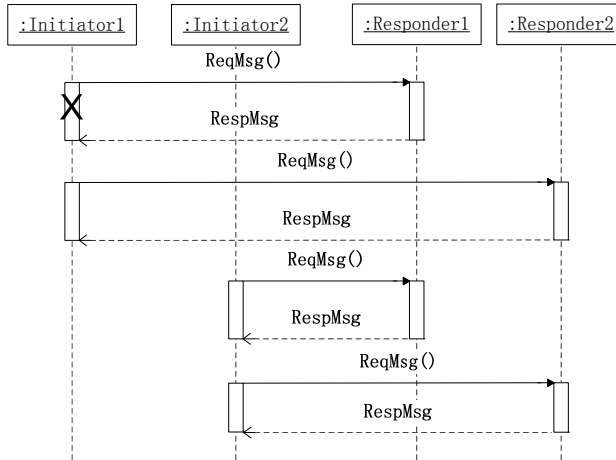 :Initiator1
:Initiator2
:Responder1
:Responder2
ReqMsg()
RespMsg
ReqMsg()
RespMsg
ReqMsg()
RespMsg
ReqMsg()
RespMsg